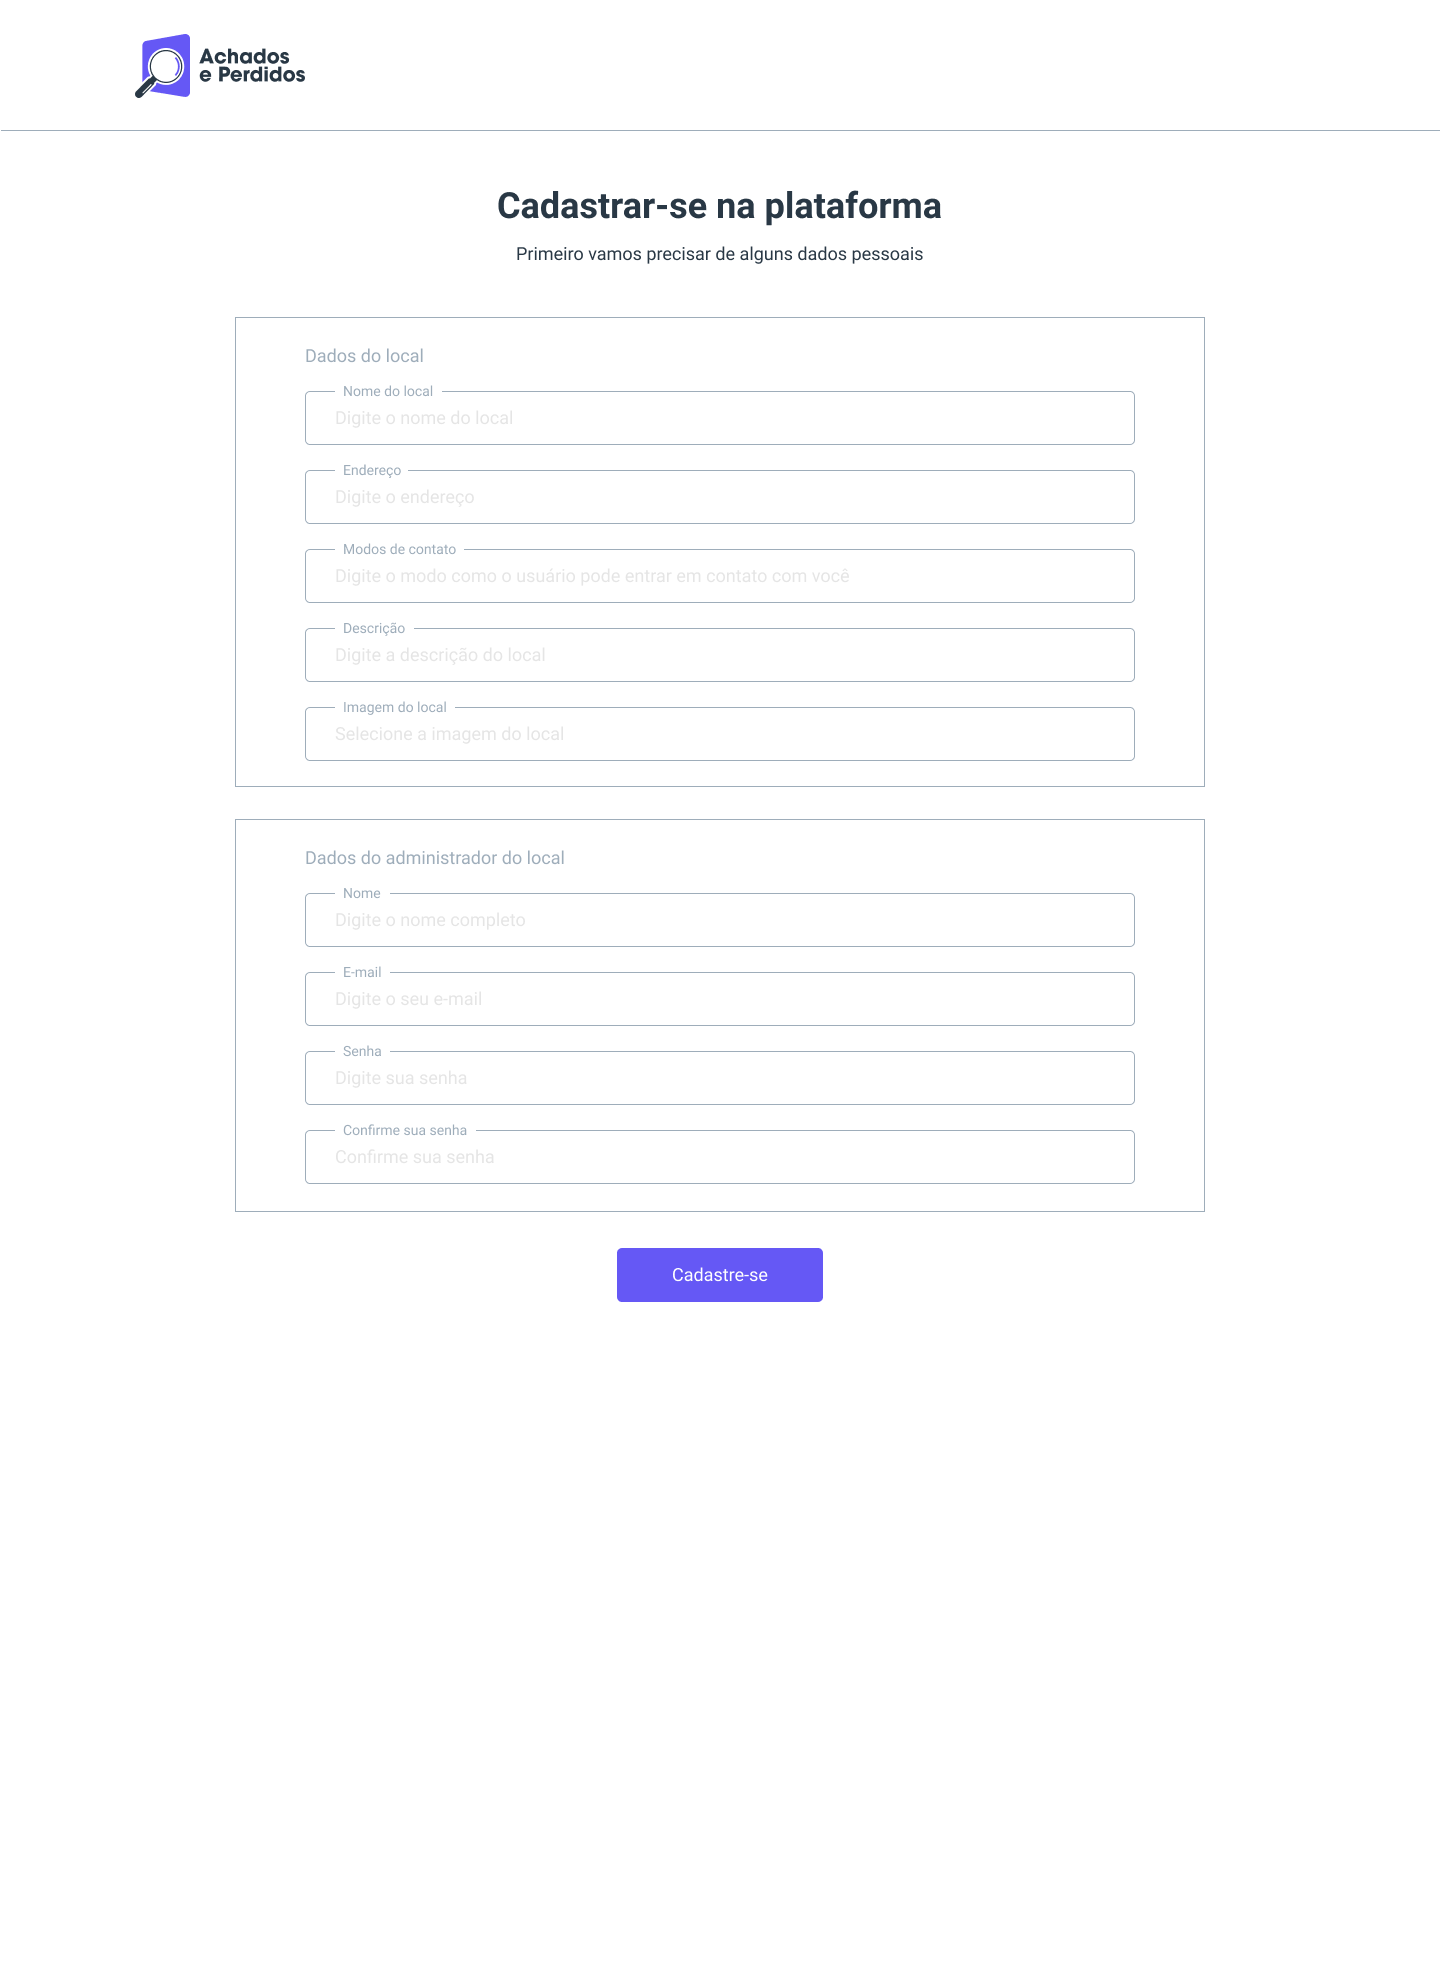 Achados
e Perdidos
Cadastrar-se na plataforma
Primeiro vamos precisar de alguns dados pessoais
Dados do local
Nome do local
Digite o nome do local
Endereço
Digite o endereço
Modos de contato
Digite o modo como o usuário pode entrar em contato com você
Descrição
Digite a descrição do local
Imagem do local
Selecione a imagem do local
Dados do administrador do local
Nome
Digite o nome completo
E-mail
Digite o seu e-mail
Senha
Digite sua senha
Confirme sua senha
Confirme sua senha
Cadastre-se